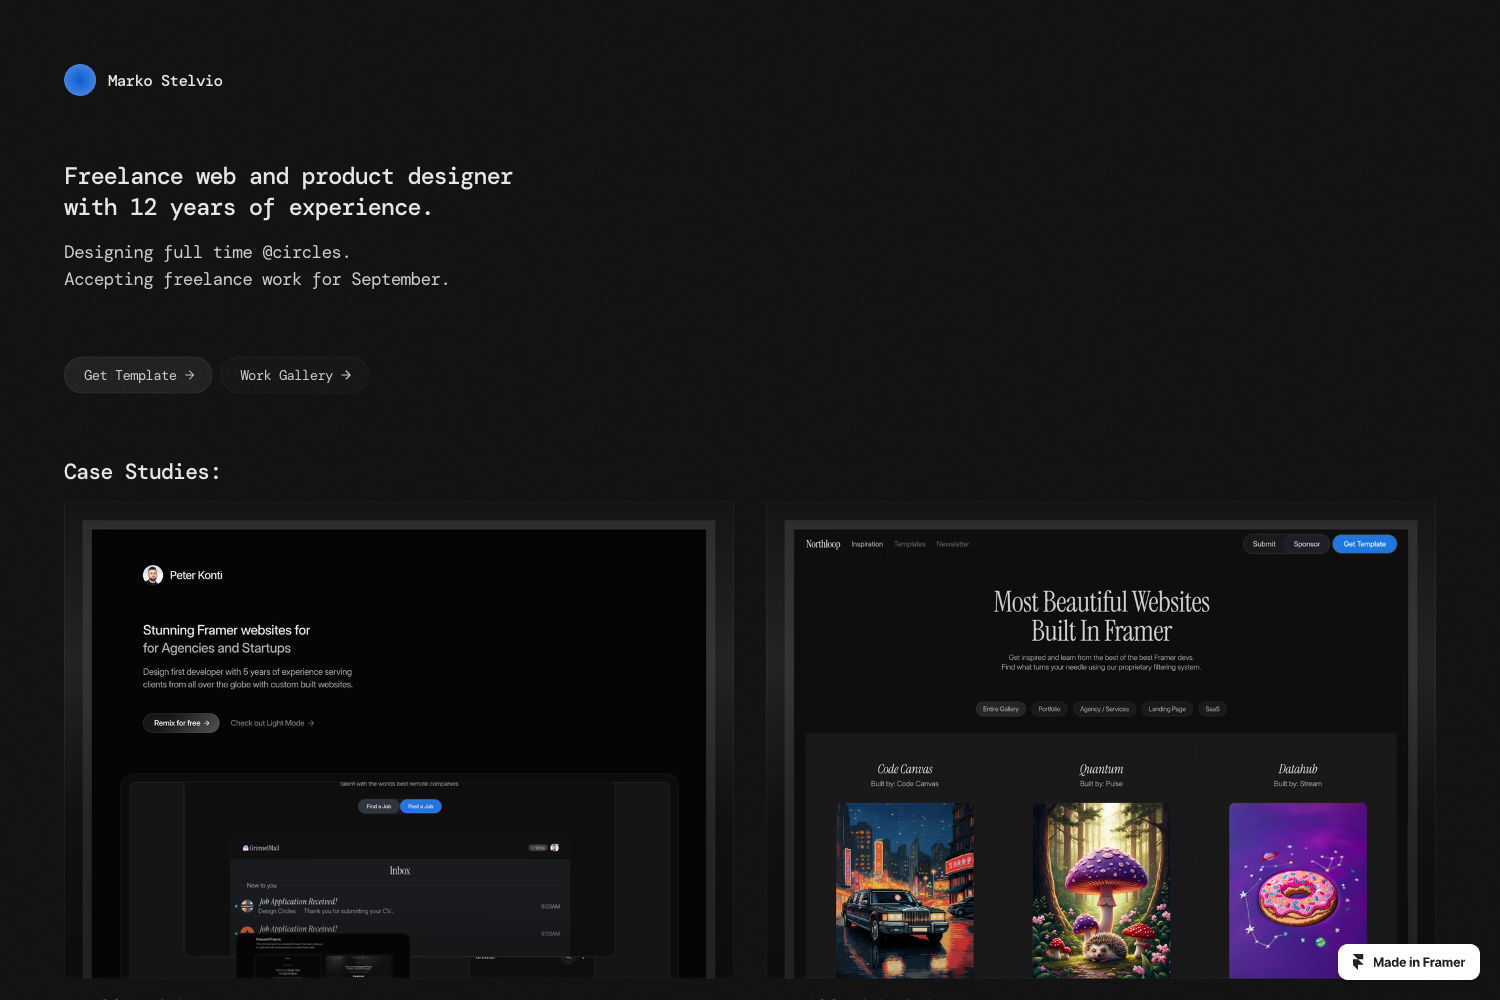 Marko Stelvio
Freelance web and product designer
with 12 years of experience.
Designing full time @circles.
Accepting freelance work for September.
Get Template →
Work Gallery →
Case Studies:
Peter Konti
Stunning Framer websites for
for Agencies and Startups
Design first developer with 5 years of experience serving
clients from all over the globe with custom built websites.
Remix for free →
Check out Light Mode →
talent with the worlds best remote companies.
Find a Job
Post a Job
GrimmelMail
Inbox
New to you
Job Application Received!
Design Circles
Thank you for submitting your CV...
9:03AM
Job Application Received!
9:03AM
Featured Projects
Northloop
Inspiration
Templates
Newsletter
Submit
Sponsor
Get Template
Most Beautiful Websites
Built In Framer
Get inspired and learn from the best of the best Framer devs.
Find what turns your needle using our proprietary filtering system.
Entire Gallery
Portfolio
Agency / Services
Landing Page
SaaS
Code Canvas
Built by: Code Canvas
Quantum
Built by: Pulse
Datahub
Built by: Stream
Made in Framer